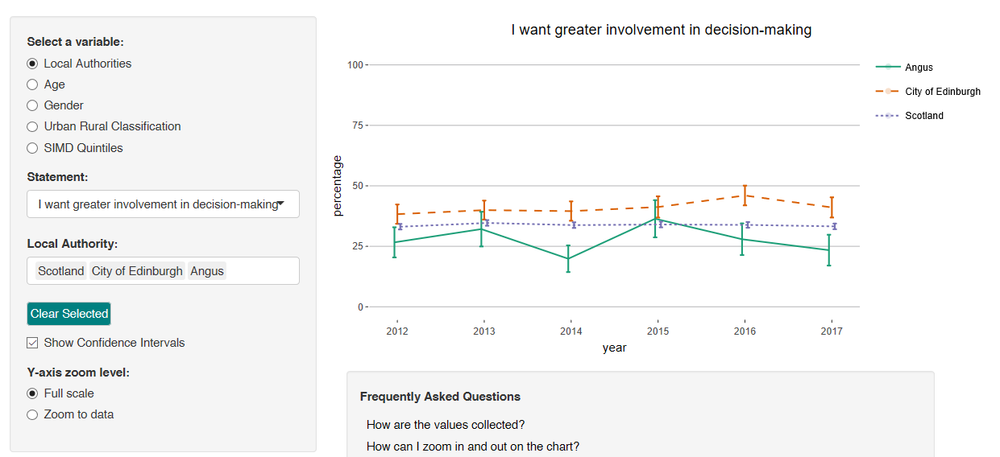 Select a variable:
Local Authorities
Age
Gender
Urban Rural Classification
SIMD Quintiles
Statement:
I want greater involvement in decision-making
Local Authority:
Scotland City of Edinburgh Angus
Clear Selected
Show Confidence Intervals
Y-axis zoom level:
Full scale
Zoom to data
I want greater involvement in decision-making
percentage
100
75
50
25
0
2012 2013 2014 2015 2016 2017
year
Angus
City of Edinburgh
Scotland
Frequently Asked Questions
How are the values collected?
How can I zoom in and out on the chart?